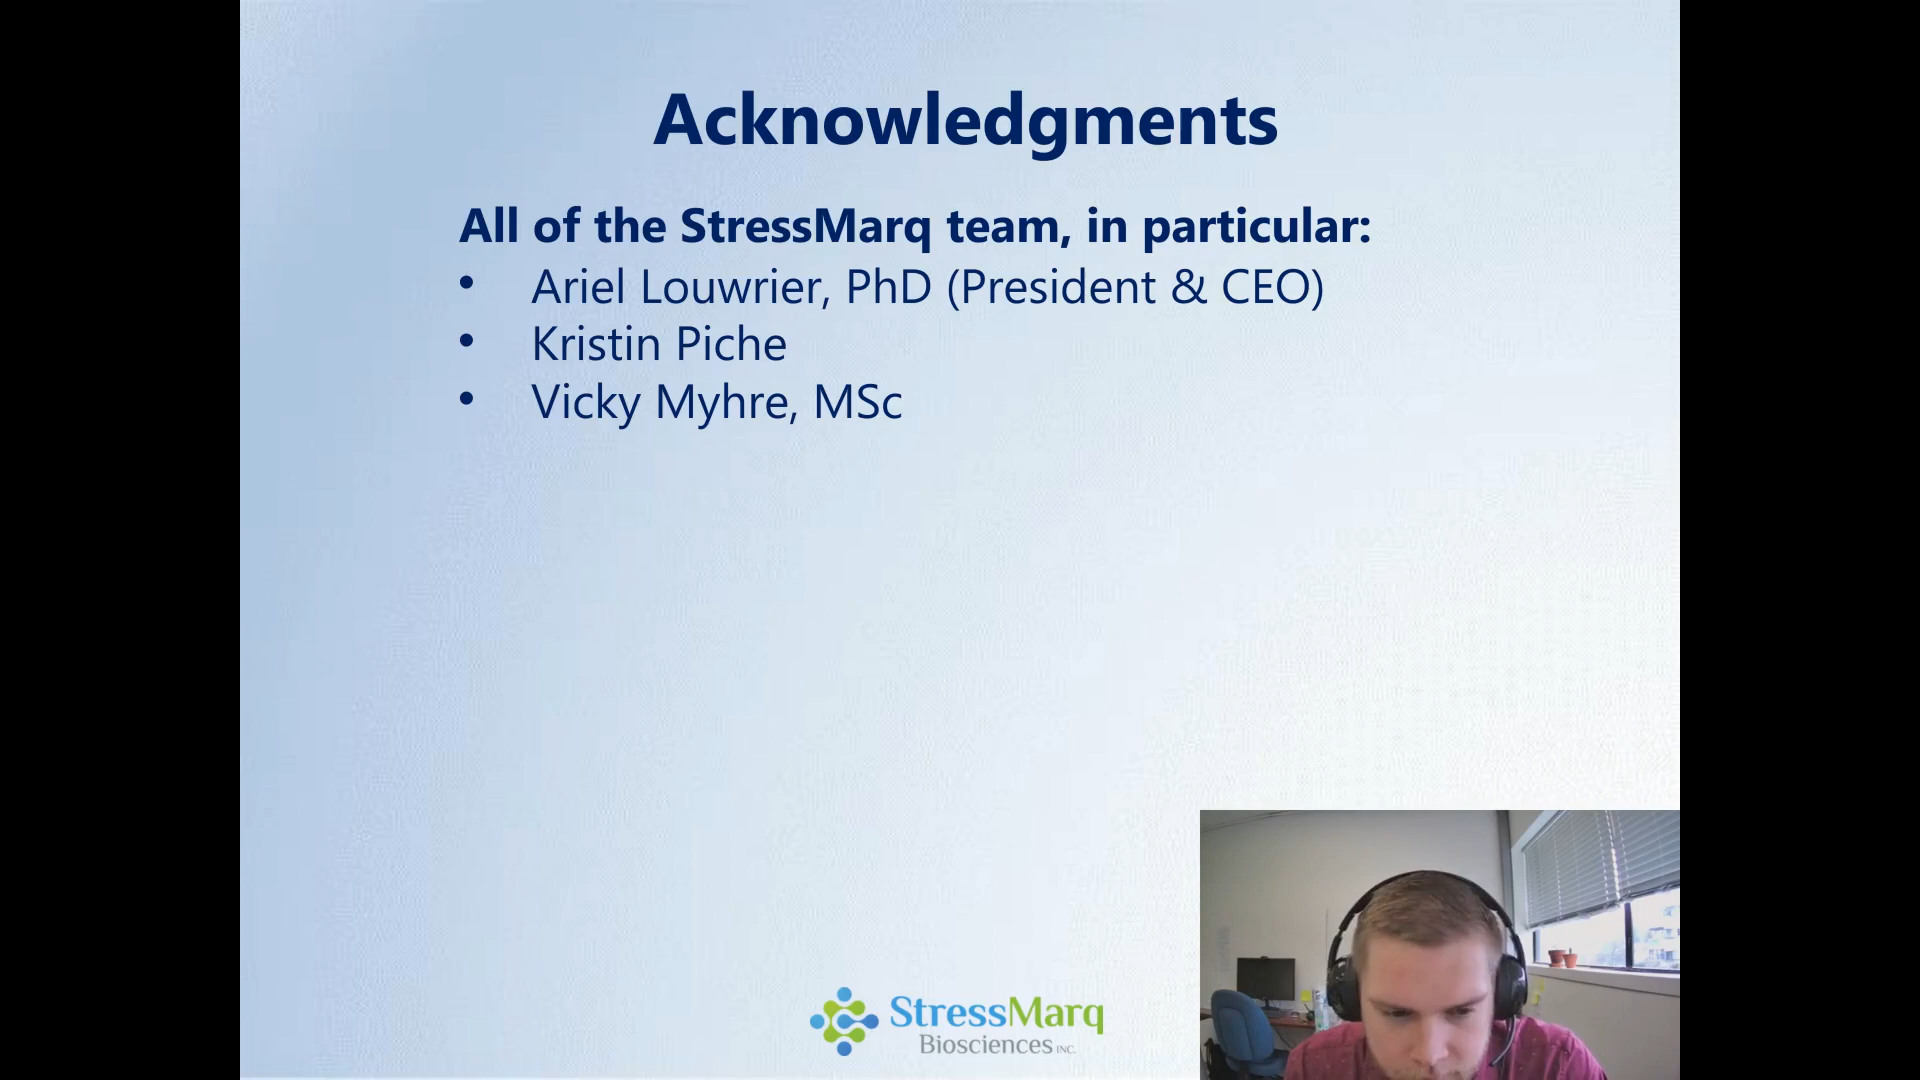 Acknowledgments
All of the StressMarq team, in particular:
• Ariel Louwrier, PhD (President & CEO)
• Kristin Piche
• Vicky Myhre, MSc
StressMarq
Biosciences INC.